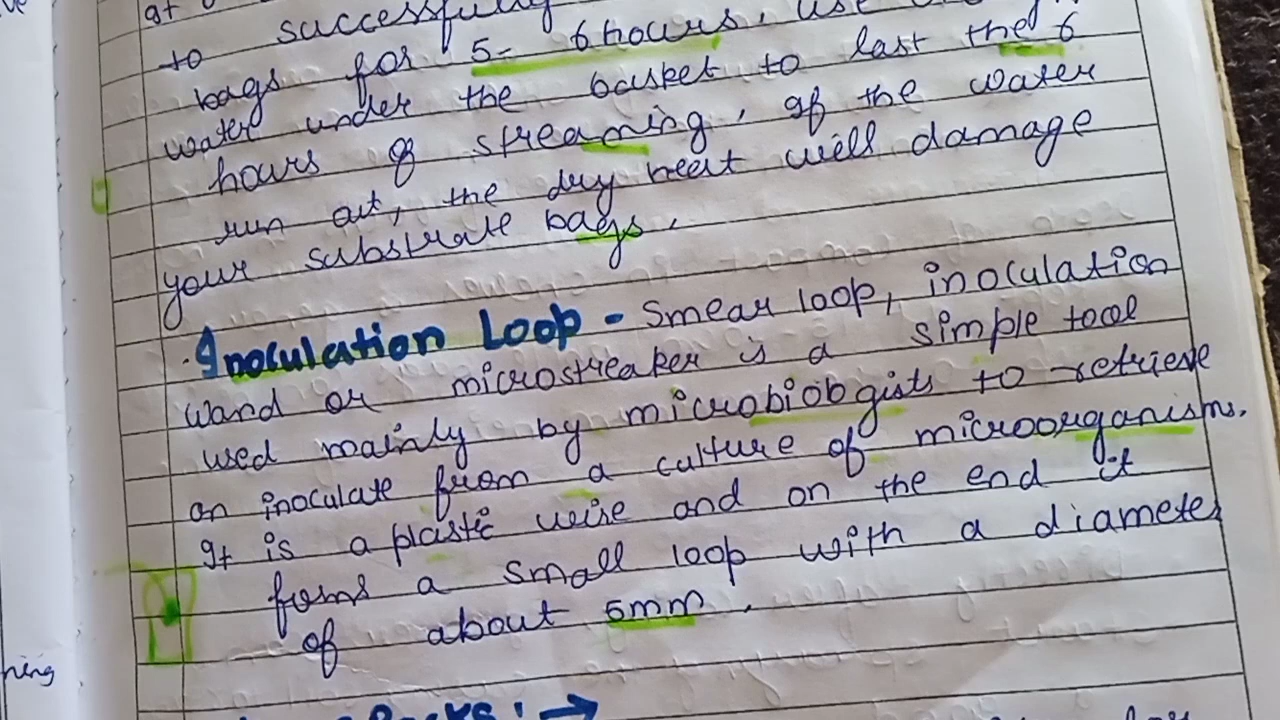 to successfully
bags for 5- 6 hours, use
water under the basket to last the 6
hours of streaming, If the water
run out, the dry heat will damage
your substrate bags.
Inoculation Loop - Smear loop, inoculation
wand or microstreaker is a simple tool
used mainly by microbiobgists to retrieve
an inoculate from a culture of microorganisms.
It is a plastic wire and on the end it
forms a small loop with a diameter
of about 5mm.